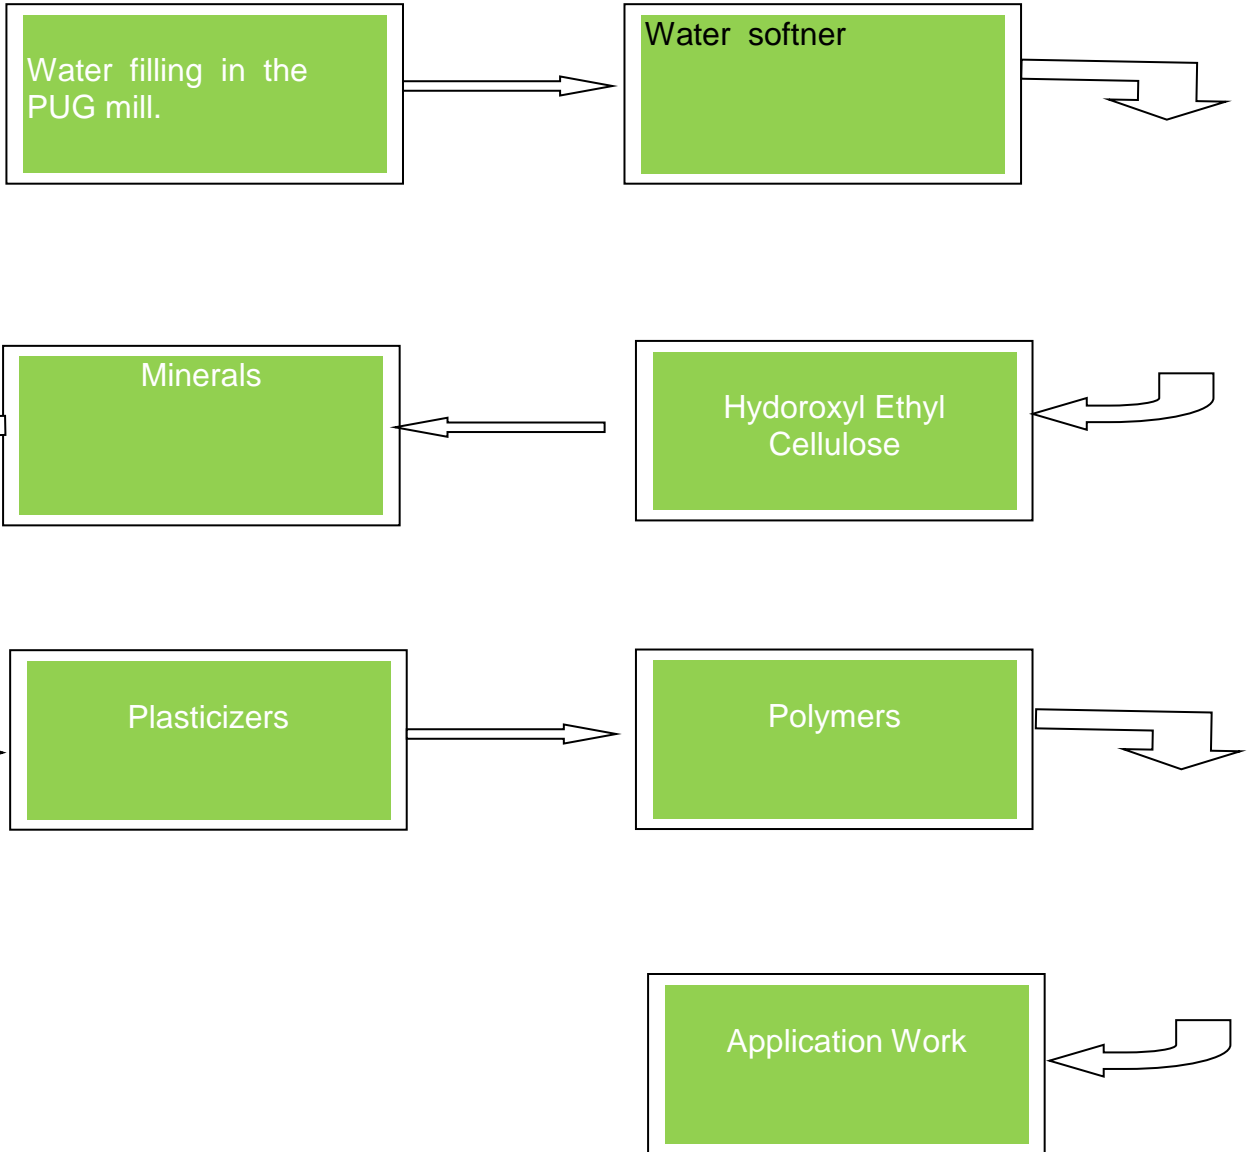 Water filling in the
PUG mill.
Water softner
Minerals
Hydoroxyl Ethyl
Cellulose
Plasticizers
Polymers
Application Work